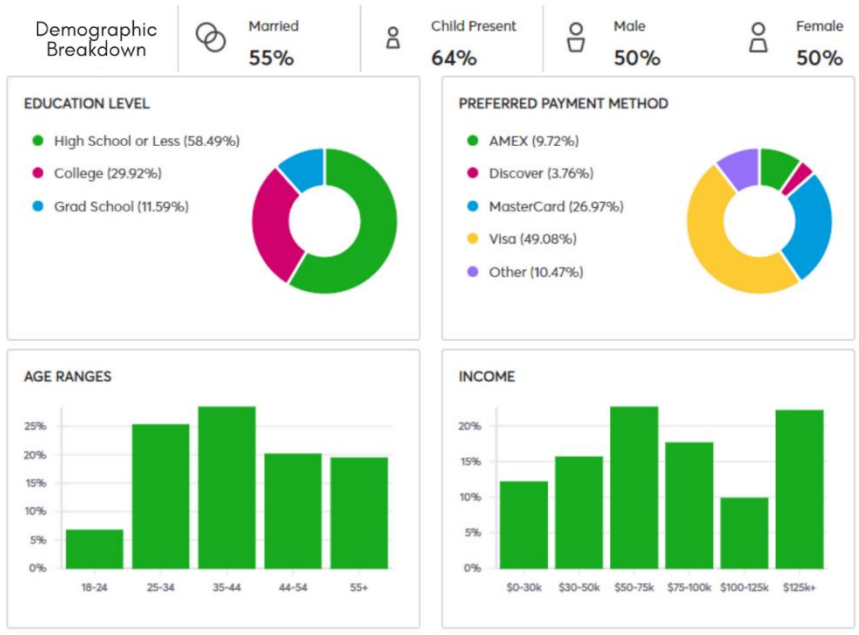 Demographic
Breakdown
Married
55%
Child Present
64%
Male
50%
Female
50%
EDUCATION LEVEL
High School or Less (58.49%)
College (29.92%)
Grad School (11.59%)
PREFERRED PAYMENT METHOD
AMEX (9.72%)
Discover (3.76%)
MasterCard (26.97%)
Visa (49.08%)
Other (10.47%)
AGE RANGES
25%
20%
15%
10%
5%
0%
18-24 25-34 35-44 44-54 55+
INCOME
20%
15%
10%
5%
0%
$0-30k $30-50k $50-75k $75-100k $100-125k $125k+